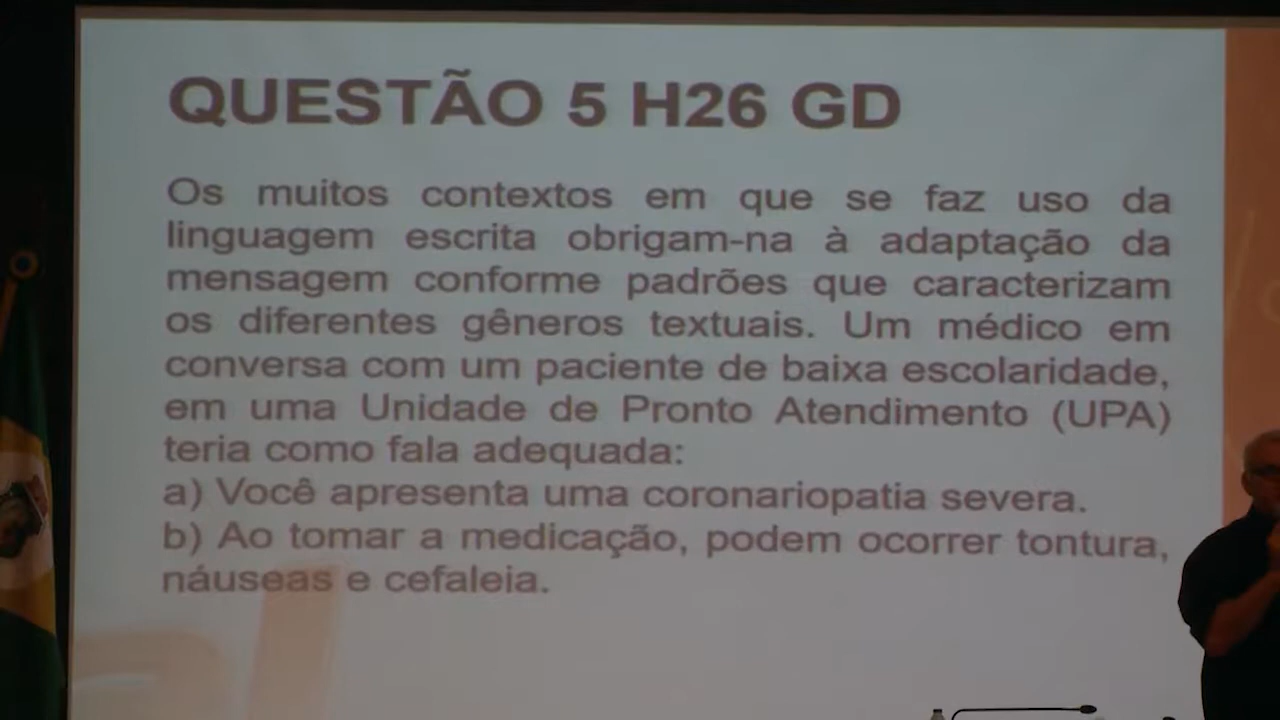 QUESTÃO 5 H26 GD
Os muitos contextos em que se faz uso da
linguagem escrita obrigam-na à adaptação da
mensagem conforme padrões que caracterizam
os diferentes gêneros textuais. Um médico em
conversa com um paciente de baixa escolaridade,
em uma Unidade de Pronto Atendimento (UPA)
teria como fala adequada:
a) Você apresenta uma coronariopatia severa.
b) Ao tomar a medicação, podem ocorrer tontura,
náuseas e cefaleia.